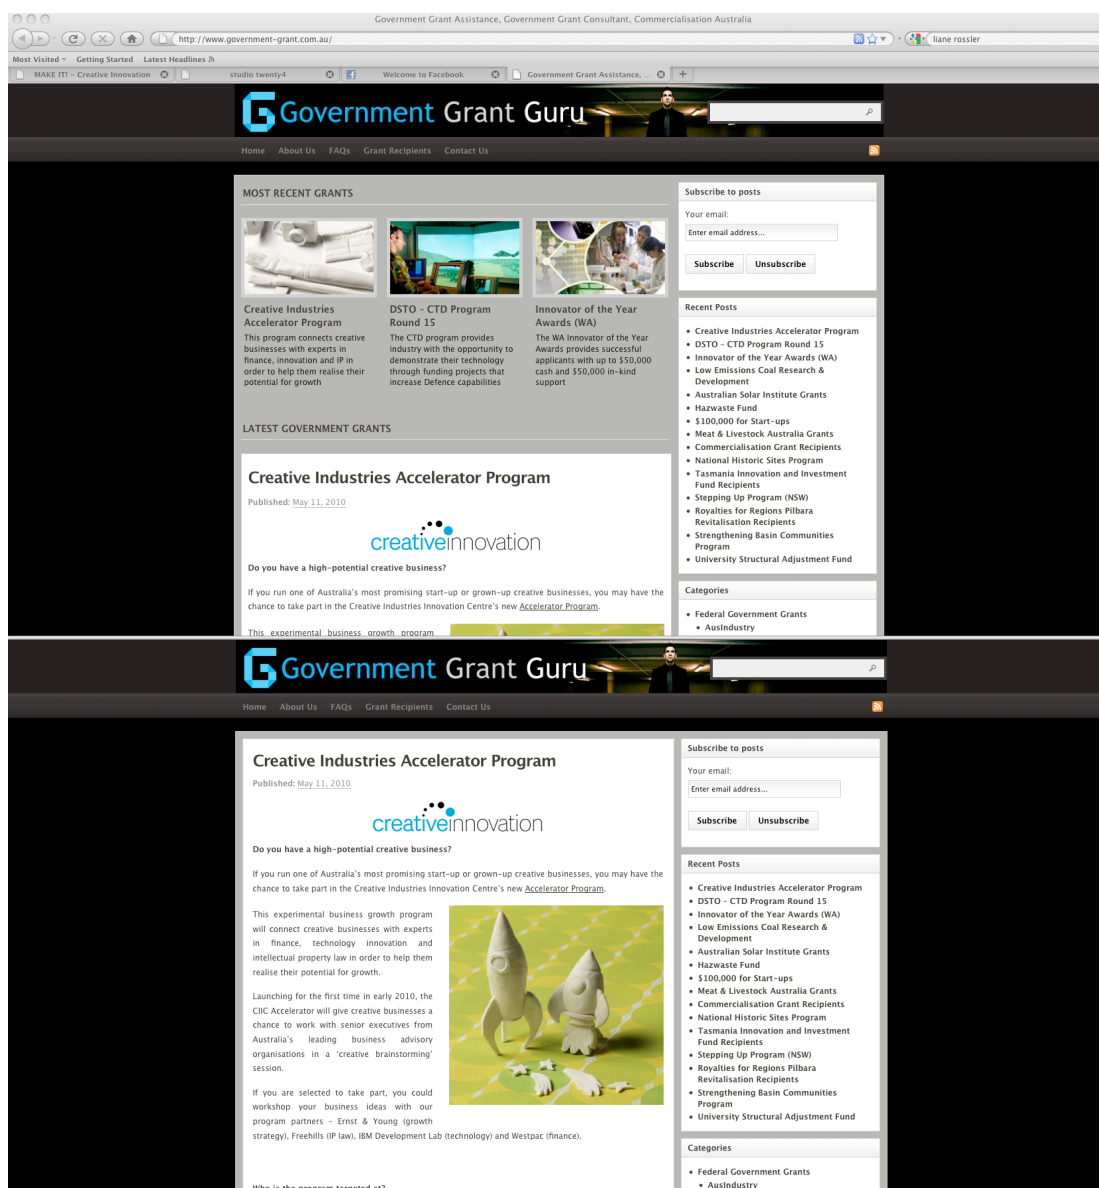 Government Grant Assistance, Government Grant Consultant, Commercialisation Australia
http://www.government-grant.com.au/
liane rossler
Most Visited Getting Started Latest Headlines
MAKE IT! - Creative Innovation
studio twenty4
Welcome to Facebook
Government Grant Assistance, ...
Government Grant Guru
Home About Us FAQs Grant Recipients Contact Us
MOST RECENT GRANTS
Creative Industries
Accelerator Program
This program connects creative
businesses with experts in
finance, innovation and IP in
order to help them realise their
potential for growth
DSTO – CTD Program
Round 15
The CTD program provides
industry with the opportunity to
demonstrate their technology
through funding projects that
increase Defence capabilities
Innovator of the Year
Awards (WA)
The WA Innovator of the Year
Awards provides successful
applicants with up to $50,000
cash and $50,000 in-kind
support
LATEST GOVERNMENT GRANTS
Creative Industries Accelerator Program
Published: May 11, 2010
creativeinnovation
Do you have a high-potential creative business?
If you run one of Australia's most promising start-up or grown-up creative businesses, you may have the
chance to take part in the Creative Industries Innovation Centre's new Accelerator Program.
This experimental business growth program
Subscribe to posts
Your email:
Enter email address...
Subscribe Unsubscribe
Recent Posts
• Creative Industries Accelerator Program
• DSTO – CTD Program Round 15
• Innovator of the Year Awards (WA)
• Low Emissions Coal Research &
Development
• Australian Solar Institute Grants
• Hazwaste Fund
• $100,000 for Start-ups
• Meat & Livestock Australia Grants
• Commercialisation Grant Recipients
• National Historic Sites Program
• Tasmania Innovation and Investment
Fund Recipients
• Stepping Up Program (NSW)
• Royalties for Regions Pilbara
Revitalisation Recipients
• Strengthening Basin Communities
Program
• University Structural Adjustment Fund
Categories
• Federal Government Grants
• AusIndustry
Government Grant Guru
Home About Us FAQs Grant Recipients Contact Us
Creative Industries Accelerator Program
Published: May 11, 2010
creativeinnovation
Do you have a high-potential creative business?
If you run one of Australia's most promising start-up or grown-up creative businesses, you may have the
chance to take part in the Creative Industries Innovation Centre's new Accelerator Program.
This experimental business growth program
will connect creative businesses with experts
in finance, technology innovation and
intellectual property law in order to help them
realise their potential for growth.
Launching for the first time in early 2010, the
CIIC Accelerator will give creative businesses a
chance to work with senior executives from
Australia's leading business advisory
organisations in a 'creative brainstorming'
session.
If you are selected to take part, you could
workshop your business ideas with our
program partners – Ernst & Young (growth
strategy), Freehills (IP law), IBM Development Lab (technology) and Westpac (finance).
Who is the program targeted at?
Subscribe to posts
Your email:
Enter email address...
Subscribe Unsubscribe
Recent Posts
• Creative Industries Accelerator Program
• DSTO – CTD Program Round 15
• Innovator of the Year Awards (WA)
• Low Emissions Coal Research &
Development
• Australian Solar Institute Grants
• Hazwaste Fund
• $100,000 for Start-ups
• Meat & Livestock Australia Grants
• Commercialisation Grant Recipients
• National Historic Sites Program
• Tasmania Innovation and Investment
Fund Recipients
• Stepping Up Program (NSW)
• Royalties for Regions Pilbara
Revitalisation Recipients
• Strengthening Basin Communities
Program
• University Structural Adjustment Fund
Categories
• Federal Government Grants
• AusIndustry